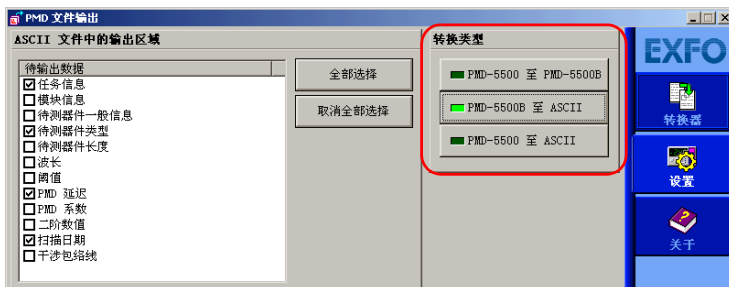 PMD 文件输出
ASCII 文件中的输出区域
待输出数据
任务信息
模块信息
待测器件一般信息
待测器件类型
待测器件长度
波长
阈值
PMD 延迟
PMD 系数
二阶数值
扫描日期
干涉包络线
全部选择
取消全部选择
转换类型
PMD-5500 至 PMD-5500B
PMD-5500B 至 ASCII
PMD-5500 至 ASCII
EXFO
转换器
设置
关于